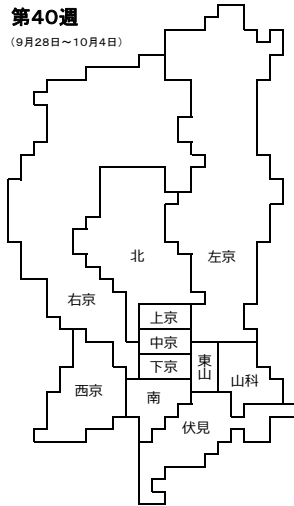 第40週
（9月28日～10月4日）
北
左京
右京
上京
中京
下京
東山
山科
西京
南
伏見